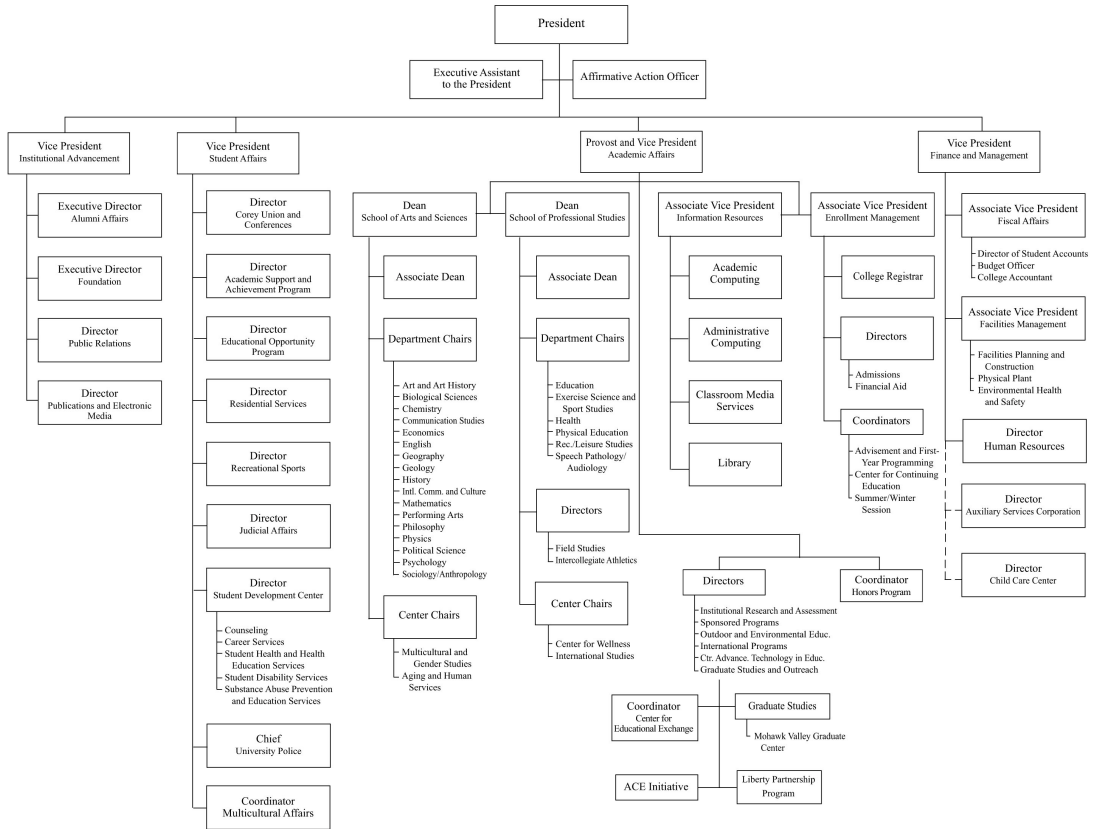 President
Executive Assistant
to the President
Affirmative Action Officer
Vice President
Institutional Advancement
Executive Director
Alumni Affairs
Executive Director
Foundation
Director
Public Relations
Director
Publications and Electronic
Media
Vice President
Student Affairs
Director
Corey Union and
Conferences
Director
Academic Support and
Achievement Program
Director
Educational Opportunity
Program
Director
Residential Services
Director
Recreational Sports
Director
Judicial Affairs
Director
Student Development Center
Counseling
Career Services
Student Health and Health
Education Services
Student Disability Services
Substance Abuse Prevention
and Education Services
Chief
University Police
Coordinator
Multicultural Affairs
Provost and Vice President
Academic Affairs
Dean
School of Arts and Sciences
Associate Dean
Department Chairs
Art and Art History
Biological Sciences
Chemistry
Communication Studies
Economics
English
Geography
Geology
History
Intl. Comm. and Culture
Mathematics
Performing Arts
Philosophy
Physics
Political Science
Psychology
Sociology/Anthropology
Center Chairs
Multicultural and
Gender Studies
Aging and Human
Services
Dean
School of Professional Studies
Associate Dean
Department Chairs
Education
Exercise Science and
Sport Studies
Health
Physical Education
Rec./Leisure Studies
Speech Pathology/
Audiology
Directors
Field Studies
Intercollegiate Athletics
Center Chairs
Center for Wellness
International Studies
Associate Vice President
Information Resources
Academic
Computing
Administrative
Computing
Classroom Media
Services
Library
Associate Vice President
Enrollment Management
College Registrar
Directors
Admissions
Financial Aid
Coordinators
Advisement and First-
Year Programming
Center for Continuing
Education
Summer/Winter
Session
Directors
Institutional Research and Assessment
Sponsored Programs
Outdoor and Environmental Educ.
International Programs
Ctr. Advance. Technology in Educ.
Graduate Studies and Outreach
Coordinator
Honors Program
Coordinator
Center for
Educational Exchange
Graduate Studies
Mohawk Valley Graduate
Center
ACE Initiative
Liberty Partnership
Program
Vice President
Finance and Management
Associate Vice President
Fiscal Affairs
Director of Student Accounts
Budget Officer
College Accountant
Associate Vice President
Facilities Management
Facilities Planning and
Construction
Physical Plant
Environmental Health
and Safety
Director
Human Resources
Director
Auxiliary Services Corporation
Director
Child Care Center